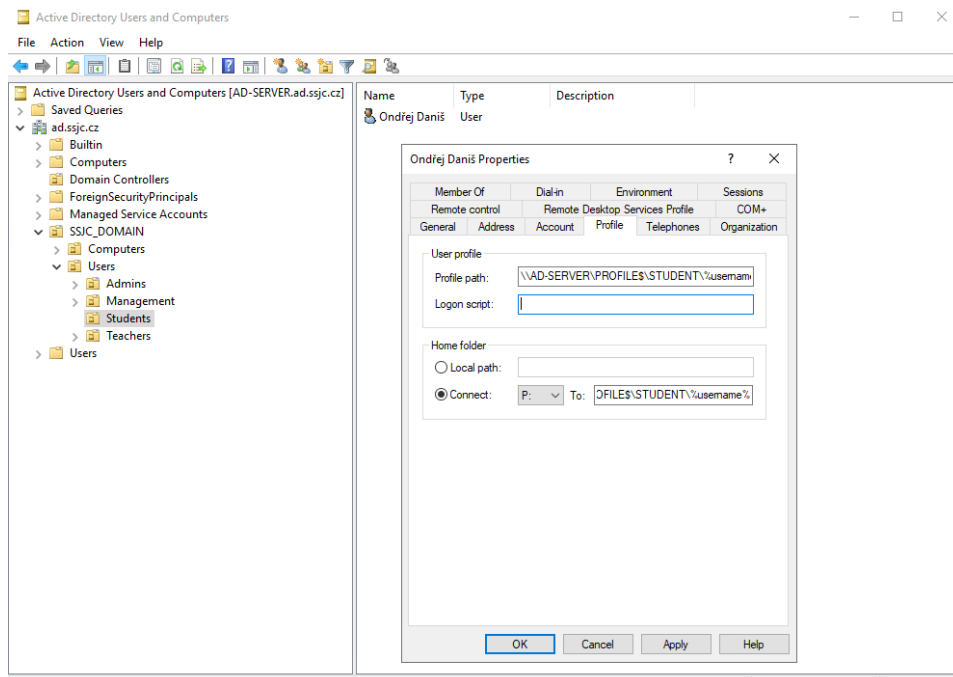 Active Directory Users and Computers
File Action View Help
Active Directory Users and Computers [AD-SERVER.ad.ssjc.cz]
Saved Queries
ad.ssjc.cz
Builtin
Computers
Domain Controllers
ForeignSecurityPrincipals
Managed Service Accounts
SSJC_DOMAIN
Computers
Users
Admins
Management
Students
Teachers
Users
Name Type Description
Ondřej Daniš User
Ondřej Daniš Properties ?
Member Of Dial-in Environment Sessions
Remote control Remote Desktop Services Profile COM+
General Address Account Profile Telephones Organization
User profile
Profile path: \\AD-SERVER\PROFILE$\STUDENT\%usernam
Logon script:
Home folder
Local path:
Connect: P: To: OFILE$\STUDENT\%username%
OK Cancel Apply Help